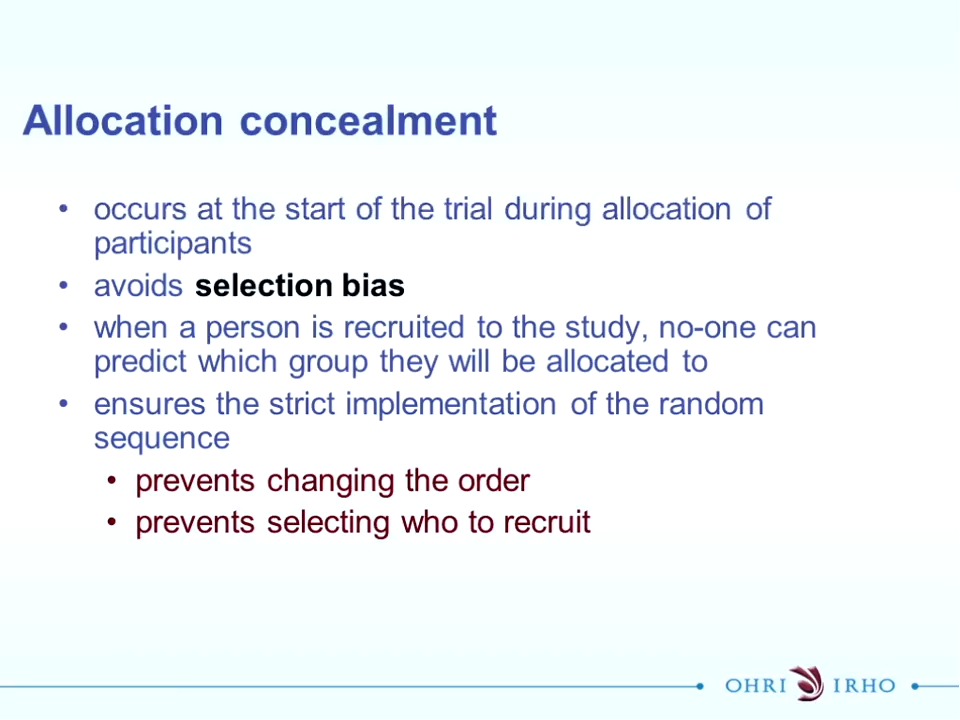 Allocation concealment
• occurs at the start of the trial during allocation of
participants
• avoids selection bias
• when a person is recruited to the study, no-one can
predict which group they will be allocated to
• ensures the strict implementation of the random
sequence
• prevents changing the order
• prevents selecting who to recruit
OHRI IRHO